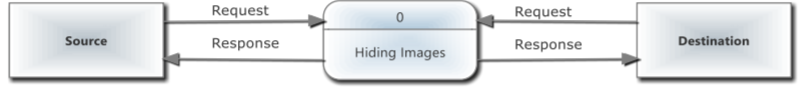 Source
Request
Response
0
Hiding Images
Request
Response
Destination